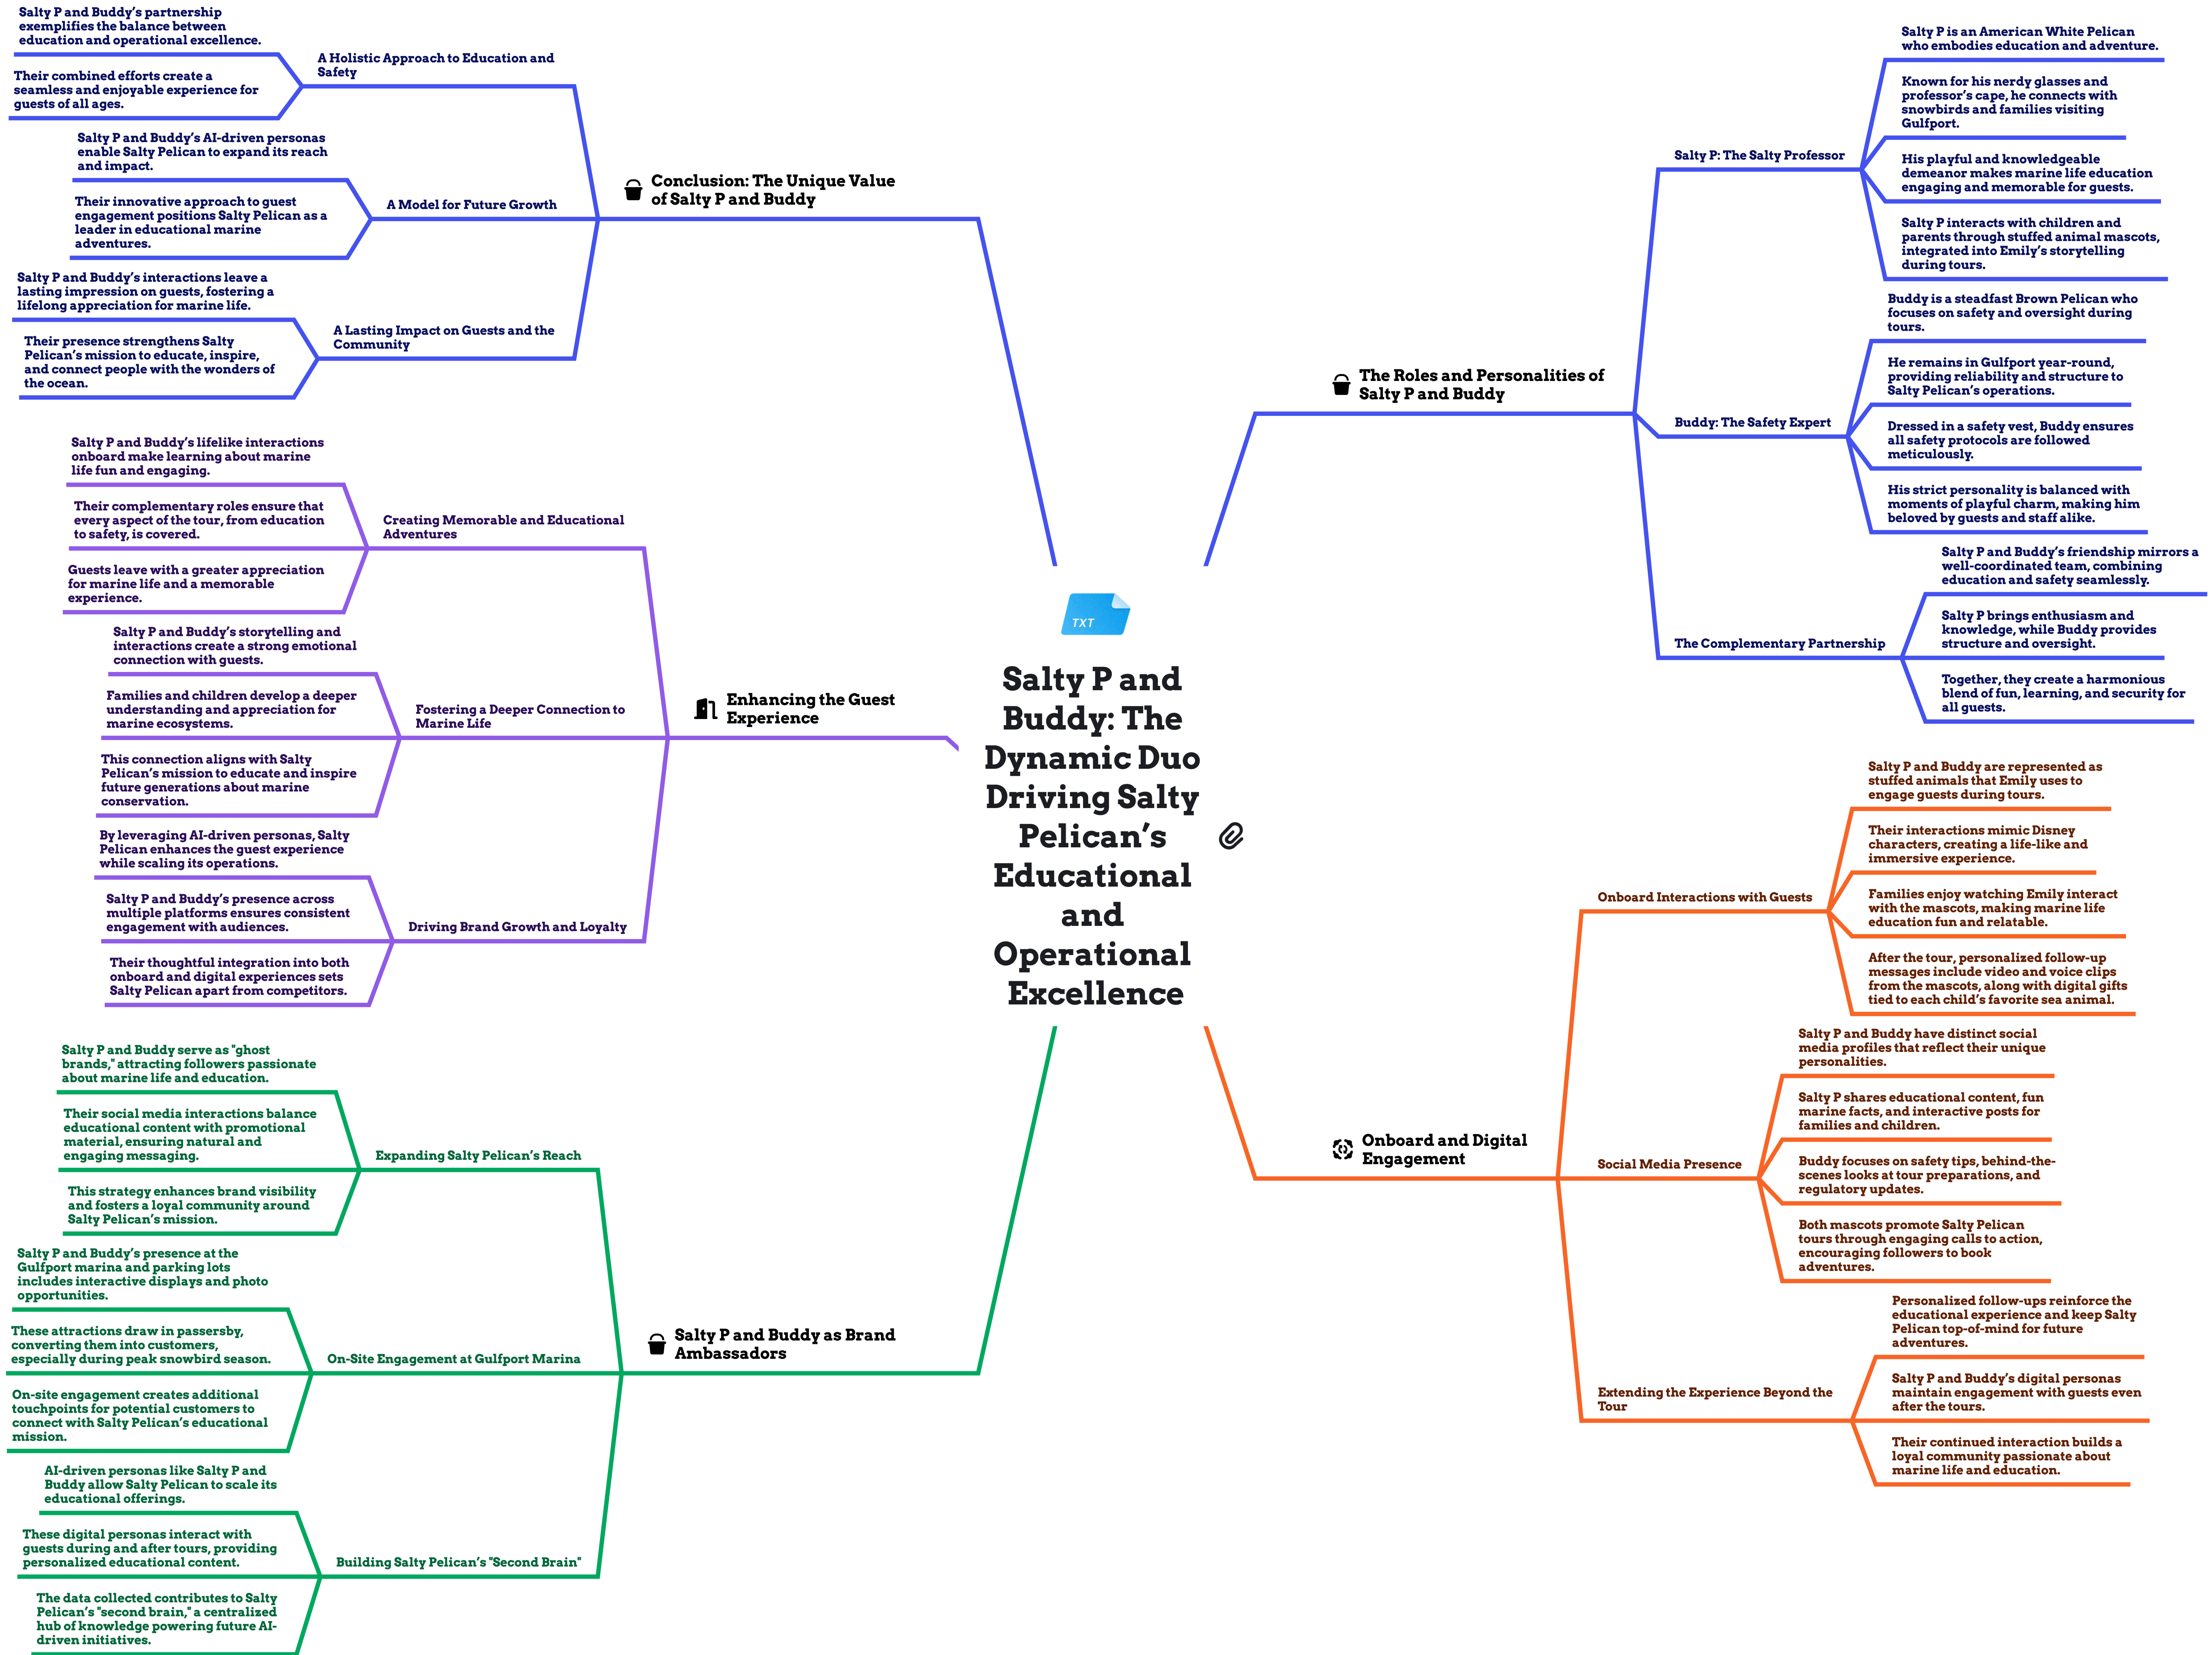 TXT
Salty P and
Buddy: The
Dynamic Duo
Driving Salty
Pelican’s
Educational
and
Operational
Excellence
The Roles and Personalities of
Salty P and Buddy
Salty P: The Salty Professor
Salty P is an American White Pelican
who embodies education and adventure.
Known for his nerdy glasses and
professor’s cape, he connects with
snowbirds and families visiting
Gulfport.
His playful and knowledgeable
demeanor makes marine life education
engaging and memorable for guests.
Salty P interacts with children and
parents through stuffed animal mascots,
integrated into Emily’s storytelling
during tours.
Buddy: The Safety Expert
Buddy is a steadfast Brown Pelican who
focuses on safety and oversight during
tours.
He remains in Gulfport year-round,
providing reliability and structure to
Salty Pelican’s operations.
Dressed in a safety vest, Buddy ensures
all safety protocols are followed
meticulously.
His strict personality is balanced with
moments of playful charm, making him
beloved by guests and staff alike.
The Complementary Partnership
Salty P and Buddy’s friendship mirrors a
well-coordinated team, combining
education and safety seamlessly.
Salty P brings enthusiasm and
knowledge, while Buddy provides
structure and oversight.
Together, they create a harmonious
blend of fun, learning, and security for
all guests.
Onboard and Digital
Engagement
Onboard Interactions with Guests
Salty P and Buddy are represented as
stuffed animals that Emily uses to
engage guests during tours.
Their interactions mimic Disney
characters, creating a life-like and
immersive experience.
Families enjoy watching Emily interact
with the mascots, making marine life
education fun and relatable.
After the tour, personalized follow-up
messages include video and voice clips
from the mascots, along with digital gifts
tied to each child’s favorite sea animal.
Social Media Presence
Salty P and Buddy have distinct social
media profiles that reflect their unique
personalities.
Salty P shares educational content, fun
marine facts, and interactive posts for
families and children.
Buddy focuses on safety tips, behind-the-
scenes looks at tour preparations, and
regulatory updates.
Both mascots promote Salty Pelican
tours through engaging calls to action,
encouraging followers to book
adventures.
Extending the Experience Beyond the
Tour
Personalized follow-ups reinforce the
educational experience and keep Salty
Pelican top-of-mind for future
adventures.
Salty P and Buddy’s digital personas
maintain engagement with guests even
after the tours.
Their continued interaction builds a
loyal community passionate about
marine life and education.
Salty P and Buddy as Brand
Ambassadors
Expanding Salty Pelican’s Reach
Salty P and Buddy serve as "ghost
brands," attracting followers passionate
about marine life and education.
Their social media interactions balance
educational content with promotional
material, ensuring natural and
engaging messaging.
This strategy enhances brand visibility
and fosters a loyal community around
Salty Pelican’s mission.
On-Site Engagement at Gulfport Marina
Salty P and Buddy’s presence at the
Gulfport marina and parking lots
includes interactive displays and photo
opportunities.
These attractions draw in passersby,
converting them into customers,
especially during peak snowbird season.
On-site engagement creates additional
touchpoints for potential customers to
connect with Salty Pelican’s educational
mission.
Building Salty Pelican’s "Second Brain"
AI-driven personas like Salty P and
Buddy allow Salty Pelican to scale its
educational offerings.
These digital personas interact with
guests during and after tours, providing
personalized educational content.
The data collected contributes to Salty
Pelican’s "second brain," a centralized
hub of knowledge powering future AI-
driven initiatives.
Enhancing the Guest
Experience
Creating Memorable and Educational
Adventures
Salty P and Buddy’s lifelike interactions
onboard make learning about marine
life fun and engaging.
Their complementary roles ensure that
every aspect of the tour, from education
to safety, is covered.
Guests leave with a greater appreciation
for marine life and a memorable
experience.
Fostering a Deeper Connection to
Marine Life
Salty P and Buddy’s storytelling and
interactions create a strong emotional
connection with guests.
Families and children develop a deeper
understanding and appreciation for
marine ecosystems.
This connection aligns with Salty
Pelican’s mission to educate and inspire
future generations about marine
conservation.
Driving Brand Growth and Loyalty
By leveraging AI-driven personas, Salty
Pelican enhances the guest experience
while scaling its operations.
Salty P and Buddy’s presence across
multiple platforms ensures consistent
engagement with audiences.
Their thoughtful integration into both
onboard and digital experiences sets
Salty Pelican apart from competitors.
Conclusion: The Unique Value
of Salty P and Buddy
A Holistic Approach to Education and
Safety
Salty P and Buddy’s partnership
exemplifies the balance between
education and operational excellence.
Their combined efforts create a
seamless and enjoyable experience for
guests of all ages.
A Model for Future Growth
Salty P and Buddy’s AI-driven personas
enable Salty Pelican to expand its reach
and impact.
Their innovative approach to guest
engagement positions Salty Pelican as a
leader in educational marine
adventures.
A Lasting Impact on Guests and the
Community
Salty P and Buddy’s interactions leave a
lasting impression on guests, fostering a
lifelong appreciation for marine life.
Their presence strengthens Salty
Pelican’s mission to educate, inspire,
and connect people with the wonders of
the ocean.